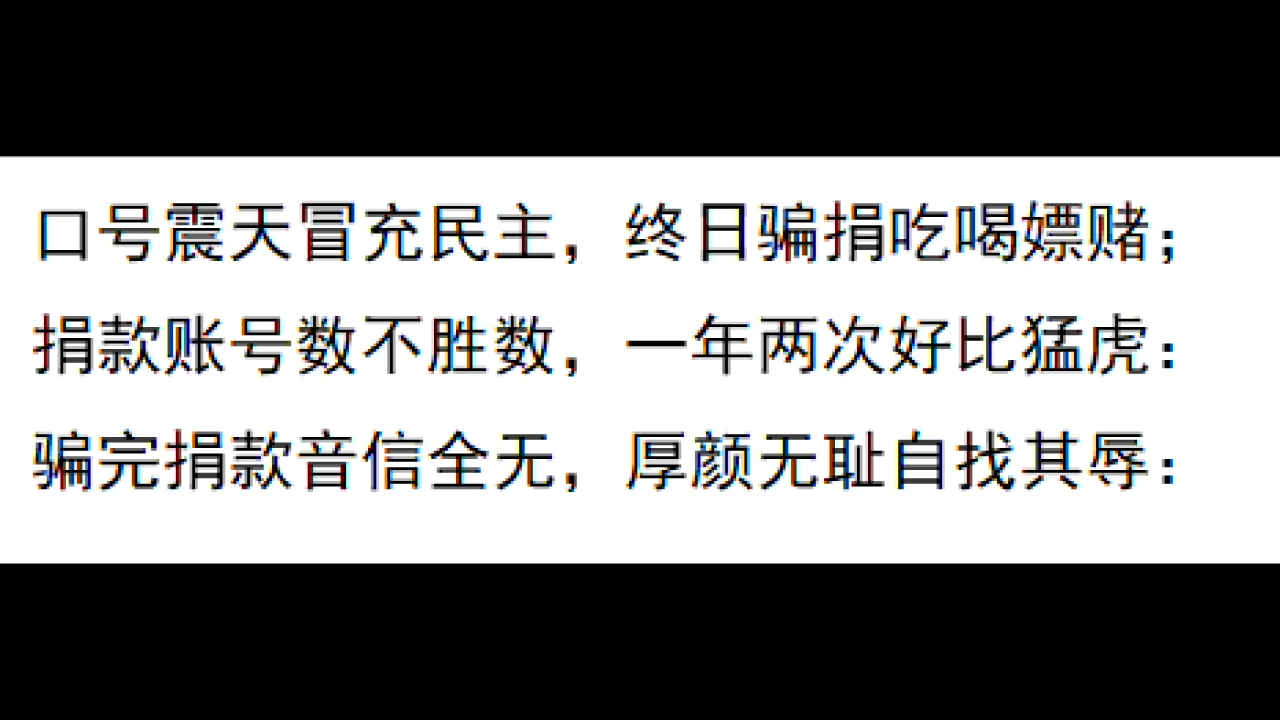 口号震天冒充民主，终日骗捐吃喝嫖赌；
捐款账号数不胜数，一年两次好比猛虎：
骗完捐款音信全无，厚颜无耻自找其辱：